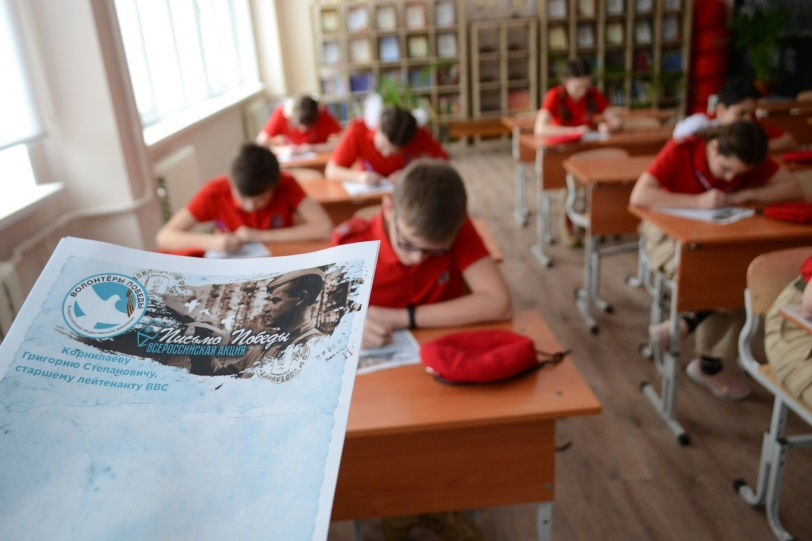 ВОЛОНТЁРЫ ПОБЕДЫ
Письмо Победы
ВСЕРОССИЙСКАЯ АКЦИЯ
Корнилаеву
Григорию Степановичу,
старшему лейтенанту ВВС